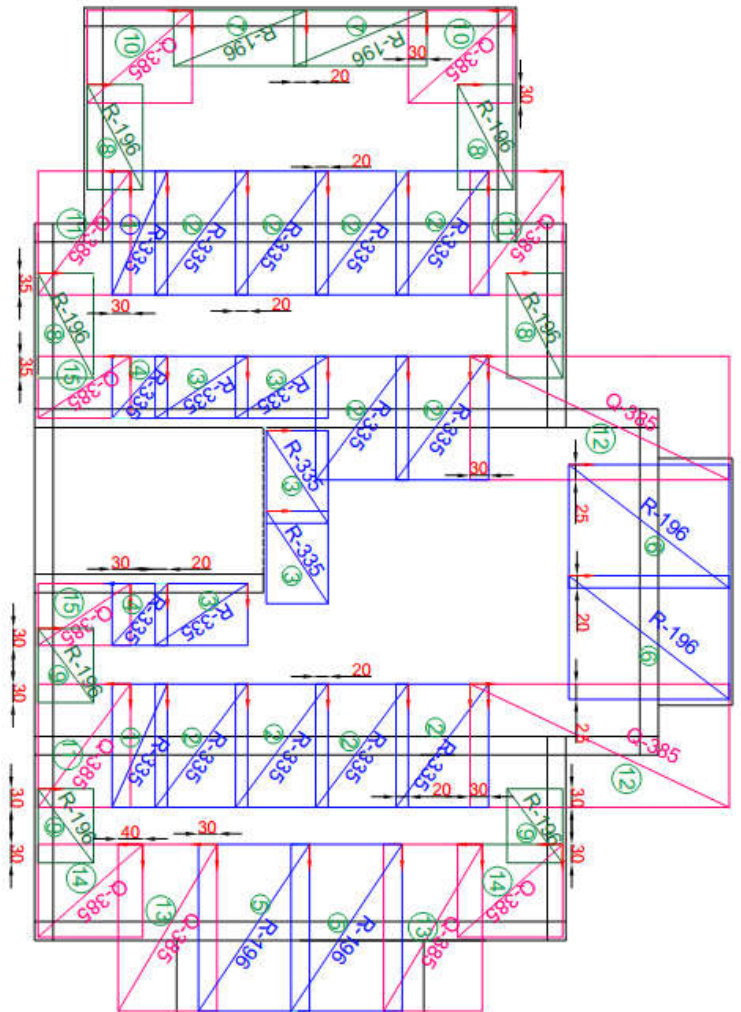 ⑩ Q-385 ⑦ R-196 ⑦ R-196 30 ⑩ Q-385
20 30
R-196 ⑧ R-196 ⑧
20
⑪ Q-385 ① R-335 ② R-335 ② R-335 ② R-335 ② R-335 ⑪ Q-385
35 R-196 ⑧ 30 20 R-196 ⑧
35 ⑮ Q-385 ④ R-335 ③ R-335 ③ R-335 ② R-335 ② R-335 Q-385 ⑫
30
R-335 ③ 25 R-196 ⑥
R-335 ③
30 20
⑮ Q-385 ④ R-335 ③ R-335 20 R-196 ⑥
30 R-196 ⑨
30 20
⑪ Q-385 ① R-335 ② R-335 ② R-335 ② R-335 ② R-335 25 Q-385 ⑫
30 R-196 ⑨ 20 30 R-196 ⑨ 30
30 40 30 30
⑭ Q-385 ⑬ Q-385 ⑤ R-196 ⑤ R-196 ⑬ Q-385 ⑭ Q-385